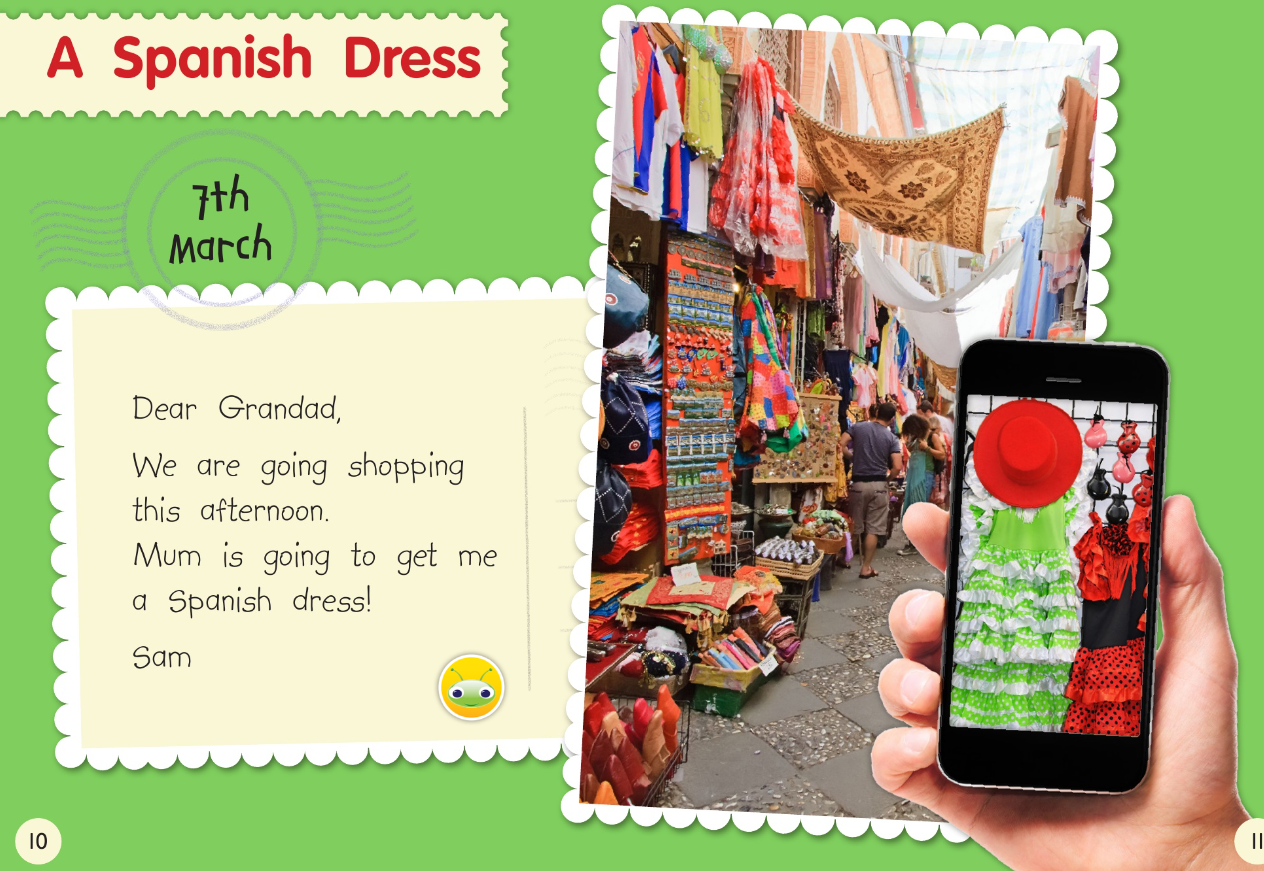 A Spanish Dress
7th
March
Dear Grandad,
We are going shopping
this afternoon.
Mum is going to get me
a Spanish dress!
Sam
10
11